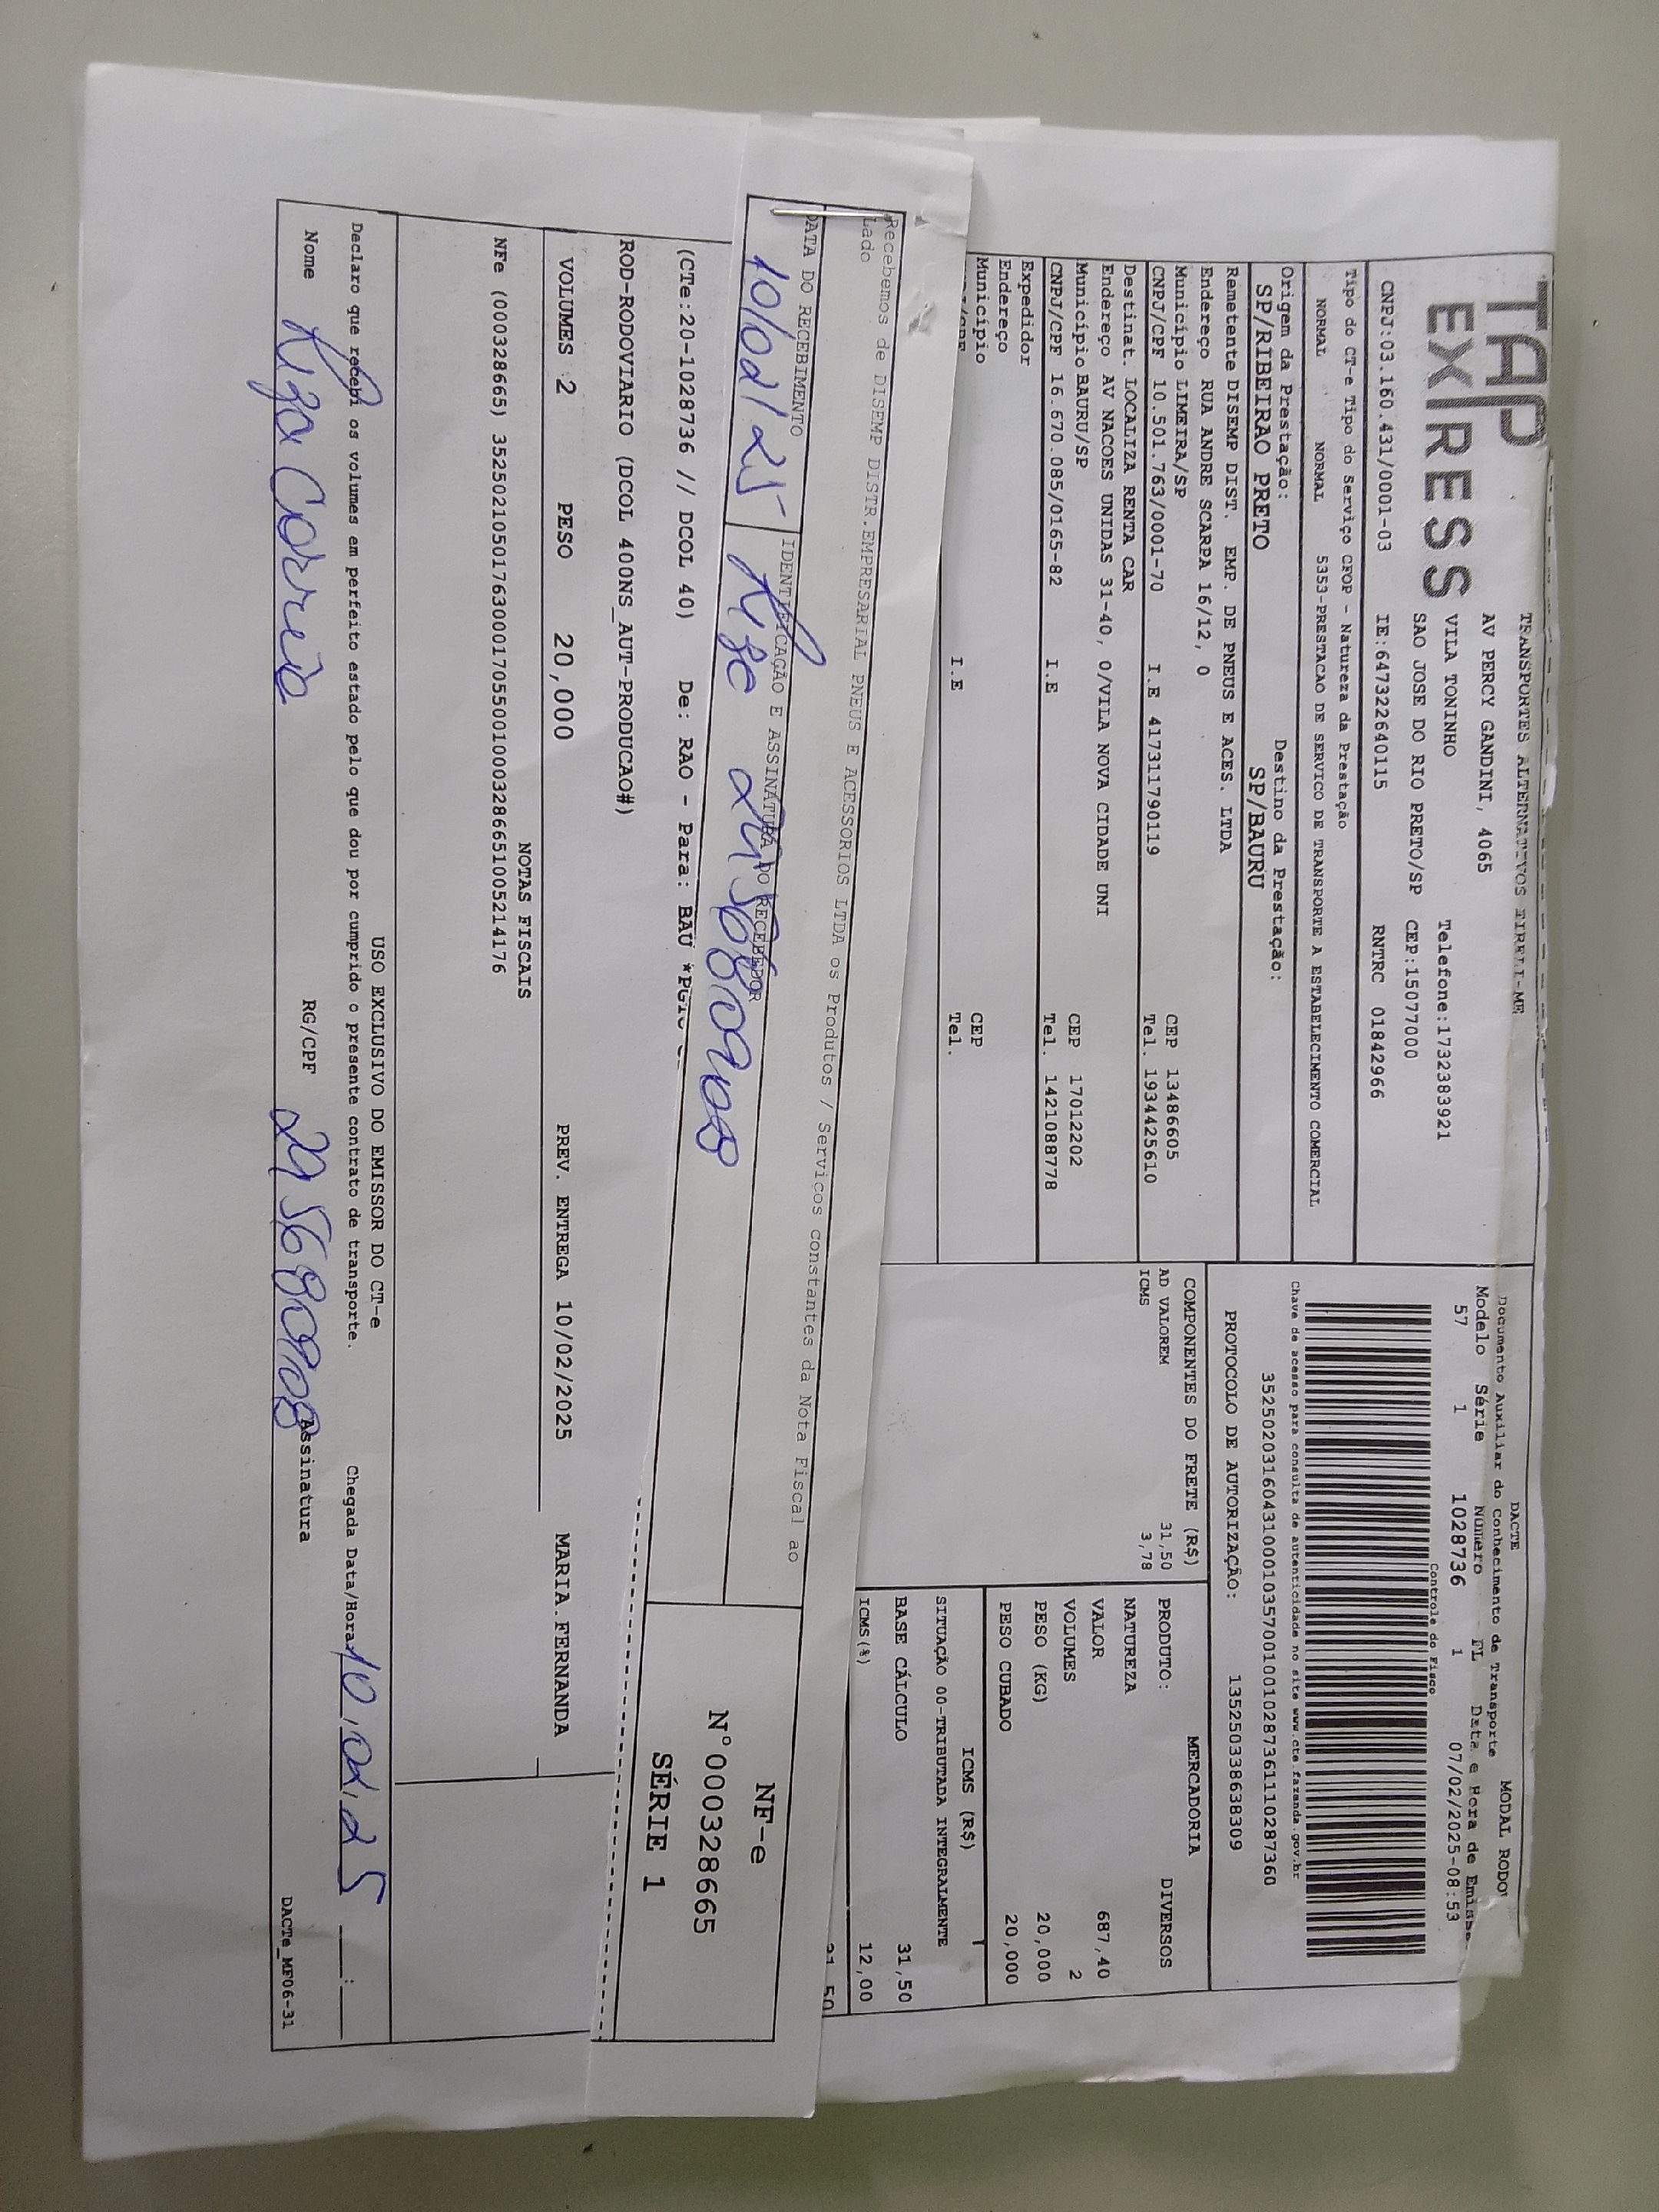 TAP
EXPRESS
TRANSPORTES ALTERNATIVOS EIRELI-ME
AV PERCY GANDINI, 4065
VILA TONINHO Telefone:1732383921
SAO JOSE DO RIO PRETO/SP CEP:15077000
CNPJ:03.160.431/0001-03 IE:647322640115 RNTRC 01842966
Tipo do CT-e Tipo do Serviço CFOP - Natureza da Prestação
NORMAL NORMAL 5353-PRESTACAO DE SERVICO DE TRANSPORTE A ESTABELECIMENTO COMERCIAL
Origem da Prestação: Destino da Prestação:
SP/RIBEIRAO PRETO SP/BAURU
Remetente DISEMP DIST. EMP. DE PNEUS E ACES. LTDA
Endereço RUA ANDRE SCARPA 16/12, 0
Município LIMEIRA/SP CEP 13486605
CNPJ/CPF 10.501.763/0001-70 I.E 417311790119 Tel. 1934425610
Destinat. LOCALIZA RENTA CAR
Endereço AV NACOES UNIDAS 31-40, 0/VILA NOVA CIDADE UNI
Município BAURU/SP CEP 17012202
CNPJ/CPF 16.670.085/0165-82 I.E Tel. 1421088778
Expedidor
Endereço
Município CEP
I.E Tel.
DACTE MODAL RODO
Documento Auxiliar do Conhecimento de Transporte
Modelo Série Número FL Data e Hora de Emiss
57 1 1028736 1 07/02/2025-08:53
Controle do Fisco
Chave de acesso para consulta de autenticidade no site www.cte.fazenda.gov.br
35250203160431000103570010010287361110287360
PROTOCOLO DE AUTORIZAÇÃO: 135250338638309
COMPONENTES DO FRETE (R$)
AD VALOREM 31,50
ICMS 3,78
MERCADORIA
PRODUTO: DIVERSOS
NATUREZA
VALOR 687,40
VOLUMES 2
PESO (KG) 20,000
PESO CUBADO 20,000
ICMS (R$)
SITUAÇÃO 00-TRIBUTADA INTEGRALMENTE
BASE CÁLCULO 31,50
ICMS(%) 12,00
31,50
Recebemos de DISEMP DISTR.EMPRESARIAL PNEUS E ACESSORIOS LTDA os Produtos / Servicos constantes da Nota Fiscal ao
lado
DATA DO RECEBIMENTO IDENTIFICAÇÃO E ASSINATURA DO RECEBEDOR
10/02/25
NF-e
N°000328665
SÉRIE 1
(CTe:20-1028736 // DCOL 40) De: RAO - Para: BAU
ROD-RODOVIARIO (DCOL 400NS_AUT-PRODUCAO#)
VOLUMES 2 PESO 20,000 PREV. ENTREGA 10/02/2025 MARIA.FERNANDA
NOTAS FISCAIS
NFe (000328665) 35250210501763000170550010003286651005214176
USO EXCLUSIVO DO EMISSOR DO CT-e
Declaro que recebi os volumes em perfeito estado pelo que dou por cumprido o presente contrato de transporte. Chegada Data/Hora 10,02,25 __:__
Nome Correia RG/CPF Assinatura
DACTe_MF06-31